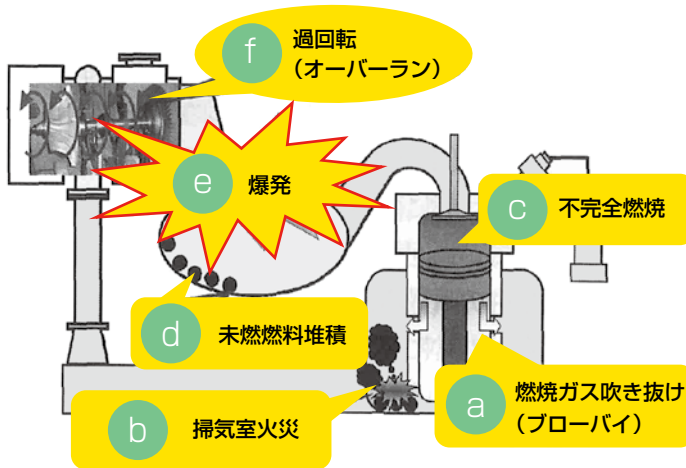 f 過回転
（オーバーラン）
e 爆発
c 不完全燃焼
d 未燃燃料堆積
a 燃焼ガス吹き抜け
（ブローバイ）
b 掃気室火災